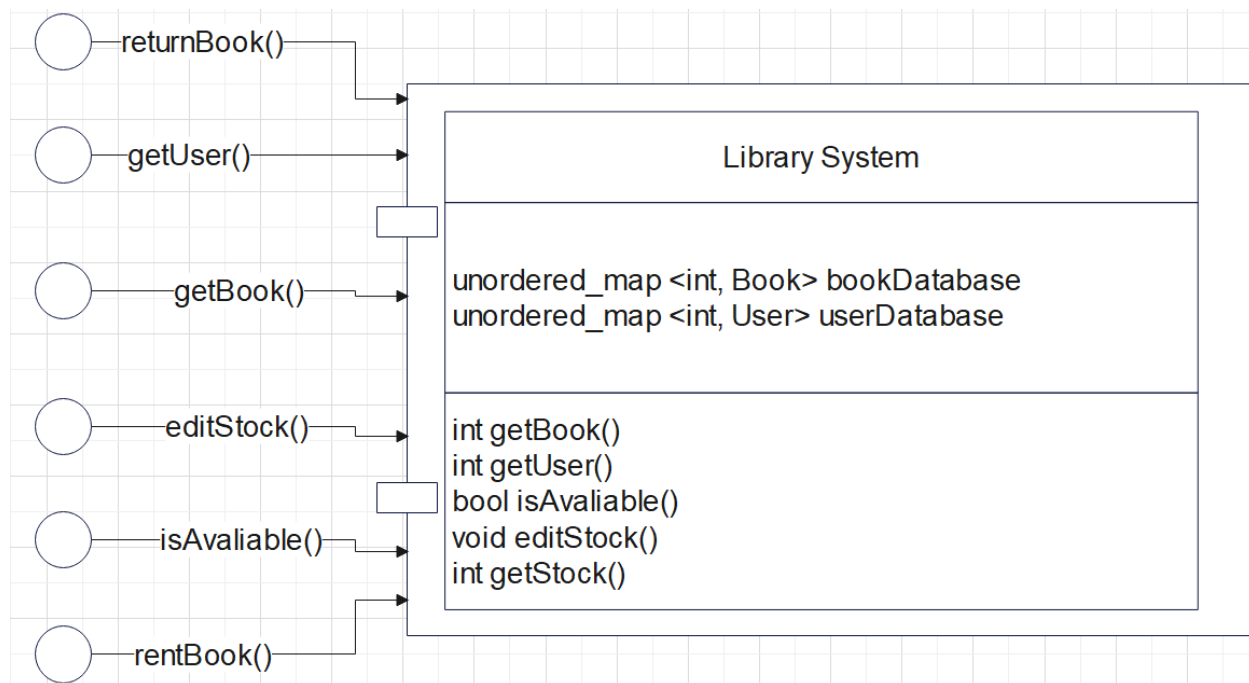 returnBook()
getUser()
getBook()
editStock()
isAvaliable()
rentBook()
Library System
unordered_map <int, Book> bookDatabase
unordered_map <int, User> userDatabase
int getBook()
int getUser()
bool isAvaliable()
void editStock()
int getStock()